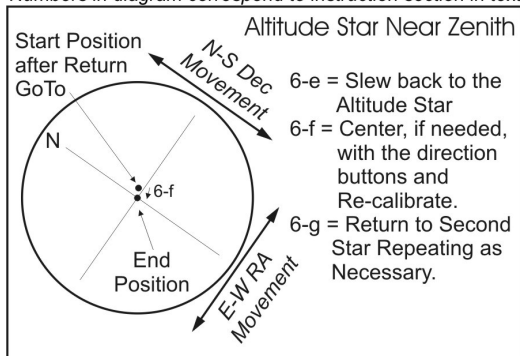 Numbers in diagram correspond to instruction section in text
Altitude Star Near Zenith
Start Position
after Return
GoTo
N-S Dec
Movement
N
6-f
End
Position
E-W RA
Movement
6-e = Slew back to the
Altitude Star
6-f = Center, if needed,
with the direction
buttons and
Re-calibrate.
6-g = Return to Second
Star Repeating as
Necessary.